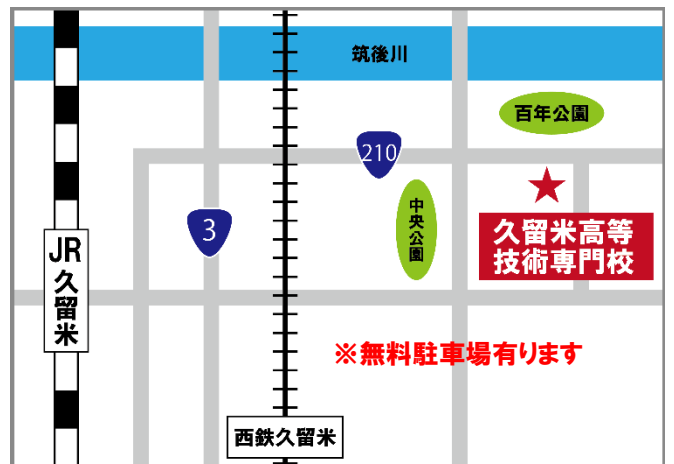 筑後川
百年公園
210
中央公園
3
久留米高等
技術専門校
JR久留米
※無料駐車場有ります
西鉄久留米